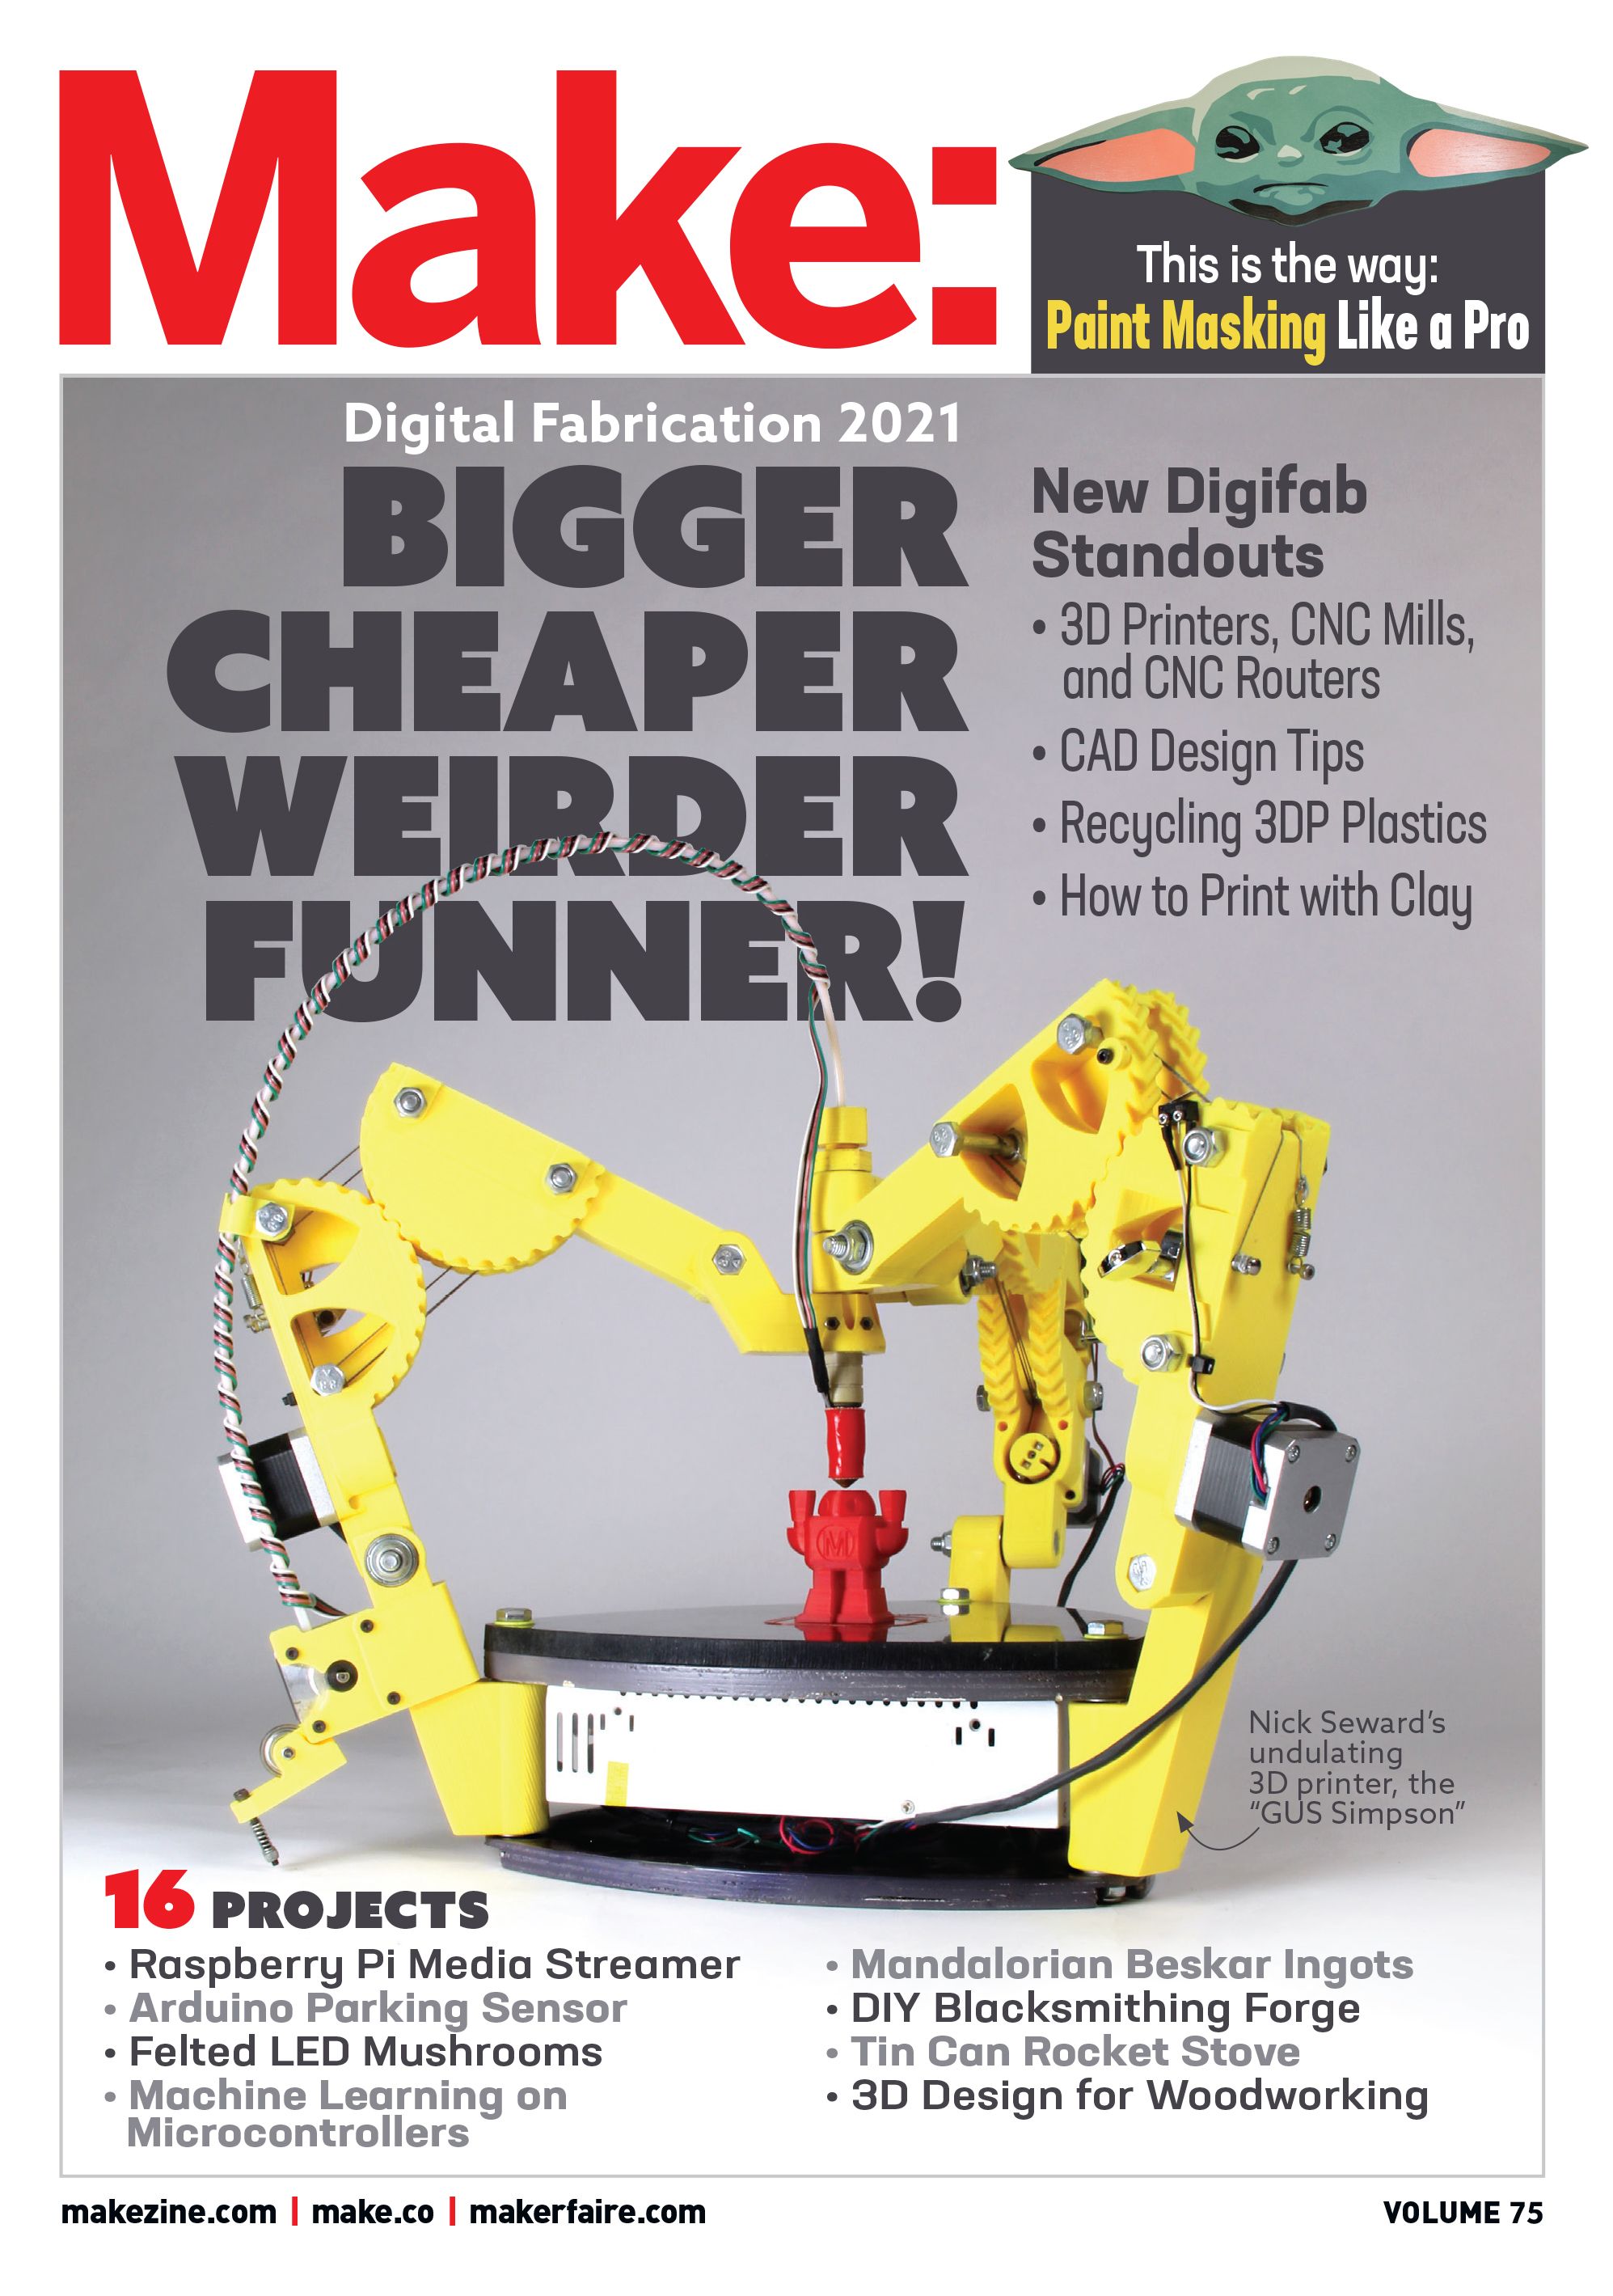 Make:
This is the way:
Paint Masking Like a Pro
Digital Fabrication 2021
BIGGER
CHEAPER
WEIRDER
FUNNER!
New Digifab
Standouts
• 3D Printers, CNC Mills,
and CNC Routers
• CAD Design Tips
• Recycling 3DP Plastics
• How to Print with Clay
M
Nick Seward’s
undulating
3D printer, the
“GUS Simpson”
16 PROJECTS
• Raspberry Pi Media Streamer
• Arduino Parking Sensor
• Felted LED Mushrooms
• Machine Learning on
Microcontrollers
• Mandalorian Beskar Ingots
• DIY Blacksmithing Forge
• Tin Can Rocket Stove
• 3D Design for Woodworking
makezine.com | make.co | makerfaire.com
VOLUME 75